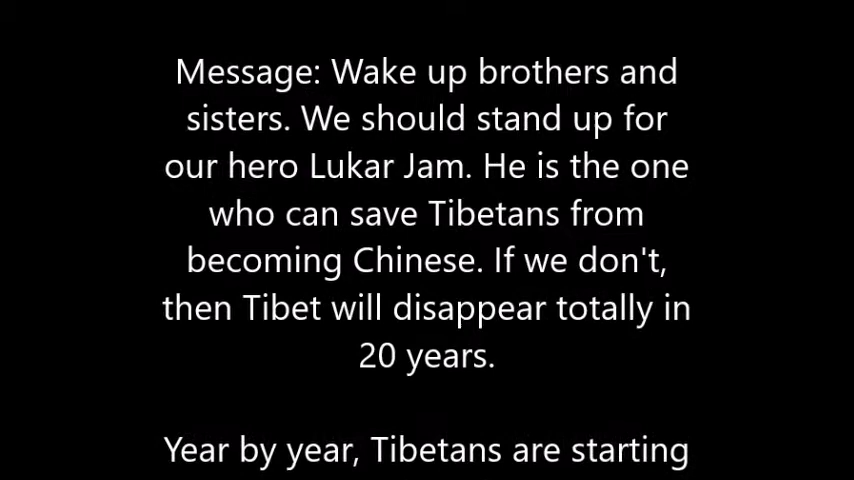 Message: Wake up brothers and
sisters. We should stand up for
our hero Lukar Jam. He is the one
who can save Tibetans from
becoming Chinese. If we don't,
then Tibet will disappear totally in
20 years.
Year by year, Tibetans are starting